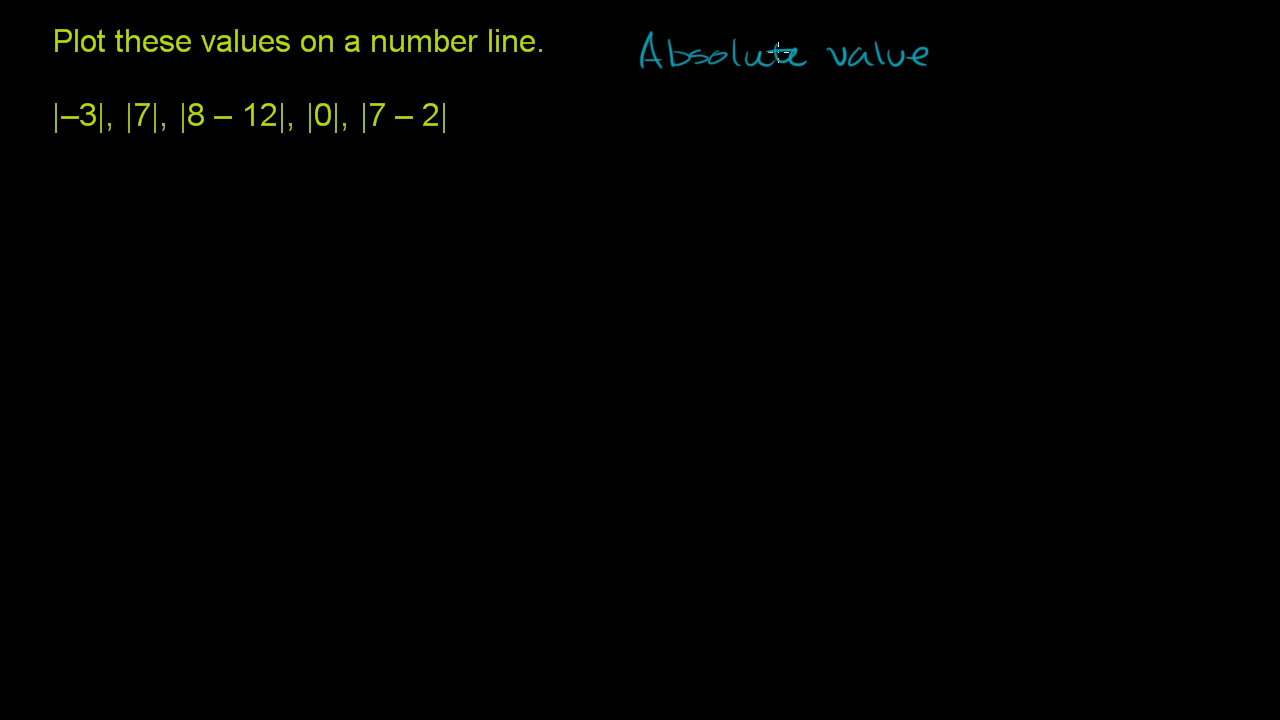 Plot these values on a number line.
Absolute value
|–3|, |7|, |8 – 12|, |0|, |7 – 2|